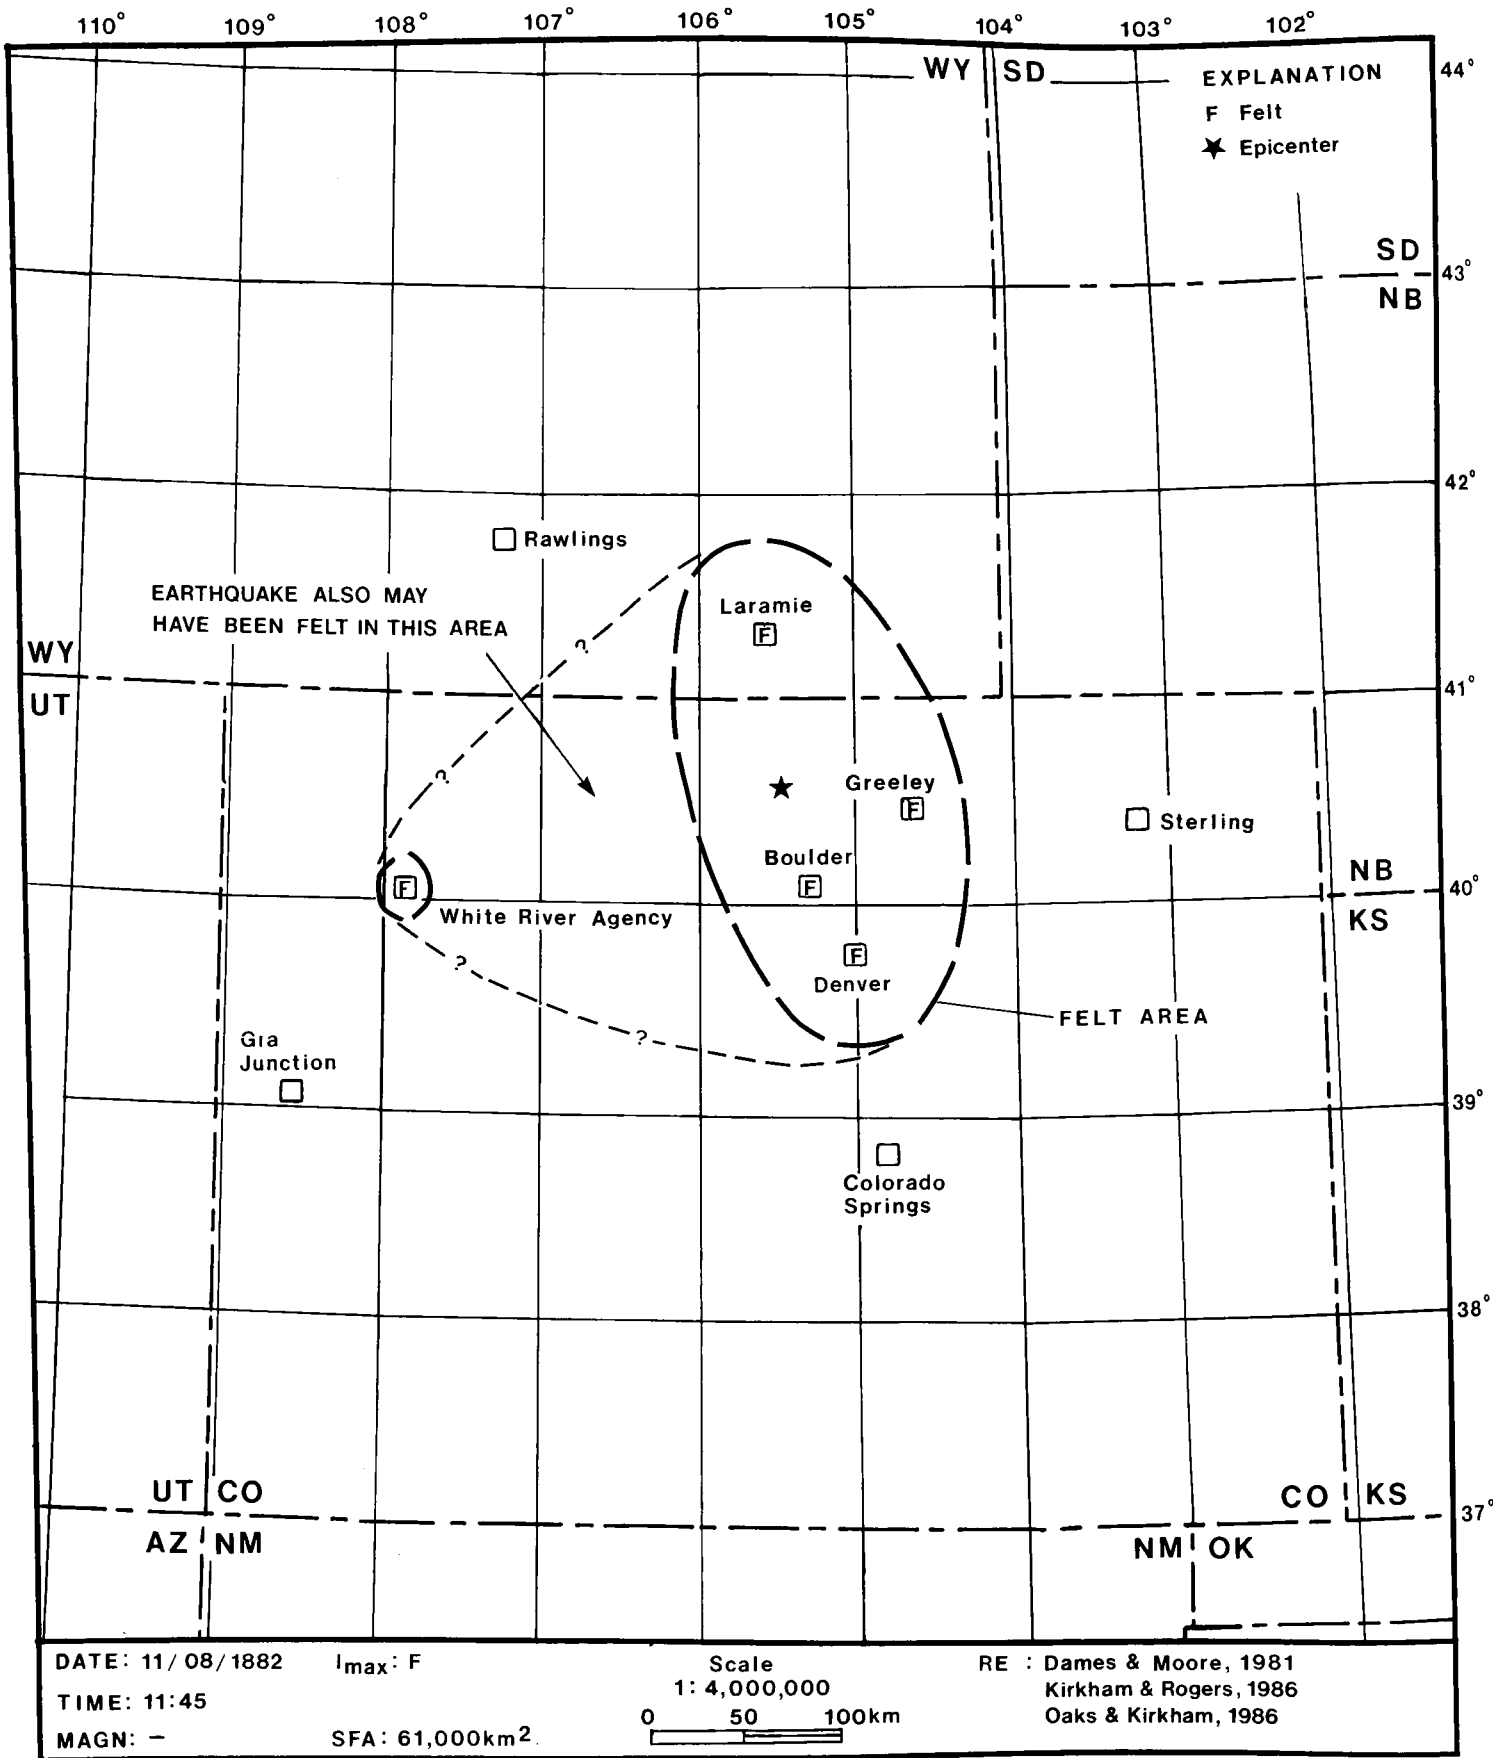 110° 109° 108° 107° 106° 105° 104° 103° 102°
WY SD
44°
EXPLANATION
F Felt
★ Epicenter
SD
43°
NB
42°
Rawlings
EARTHQUAKE ALSO MAY
HAVE BEEN FELT IN THIS AREA
Laramie
F
?
WY
41°
UT
?
Greeley
F
Sterling
Boulder
F
NB
40°
KS
F
White River Agency
F
Denver
?
FELT AREA
?
Gra
Junction
39°
Colorado
Springs
38°
UT CO
CO KS
37°
AZ NM
NM OK
DATE: 11/08/1882 Imax: F
TIME: 11:45
MAGN: – SFA: 61,000km2
Scale
1: 4,000,000
0 50 100km
RE : Dames & Moore, 1981
Kirkham & Rogers, 1986
Oaks & Kirkham, 1986